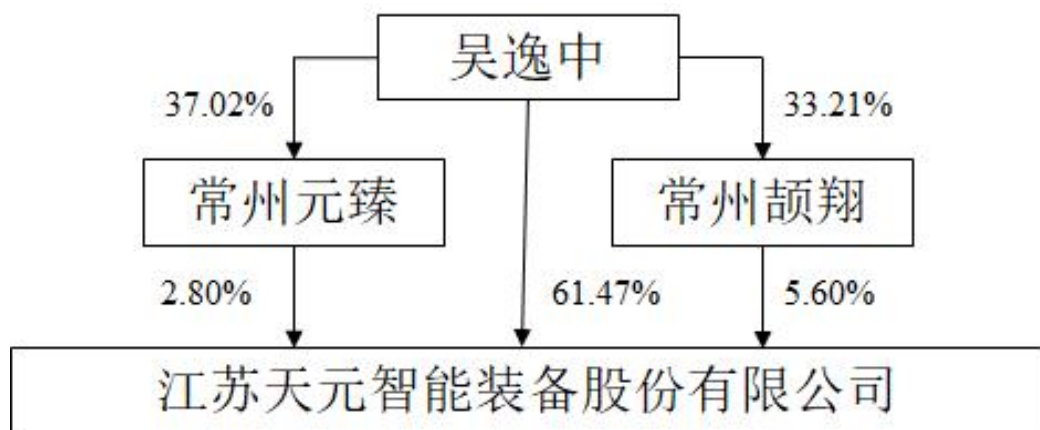 吴逸中
37.02%
33.21%
常州元臻
常州颉翔
2.80%
61.47%
5.60%
江苏天元智能装备股份有限公司